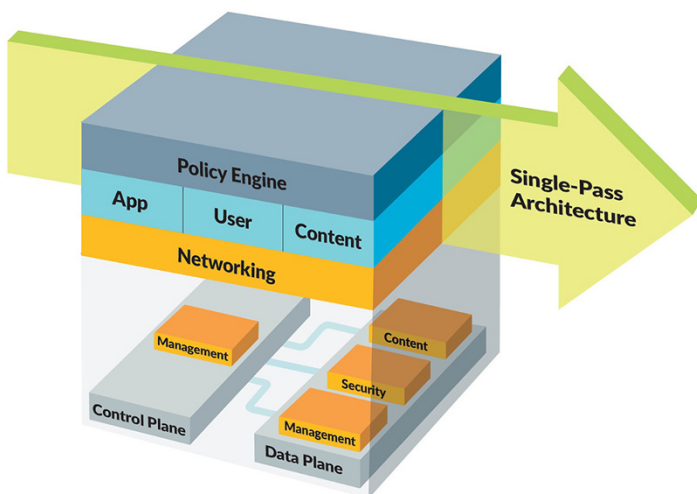 Policy Engine
App
User
Content
Networking
Single-Pass
Architecture
Management
Content
Security
Management
Control Plane
Data Plane